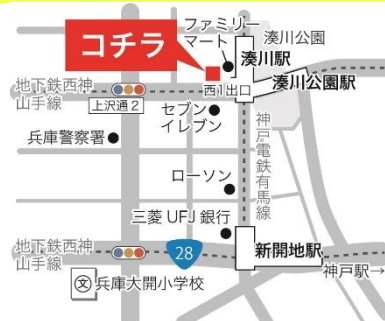 コチラ
ファミリー
マート
湊川公園
湊川駅
湊川公園駅
地下鉄西神
山手線
上沢通2
西1出口
セブン
イレブン
兵庫警察署
神戸電鉄有馬線
ローソン
三菱UFJ銀行
地下鉄西神
山手線
28
新開地駅
神戸駅→
文
兵庫大開小学校